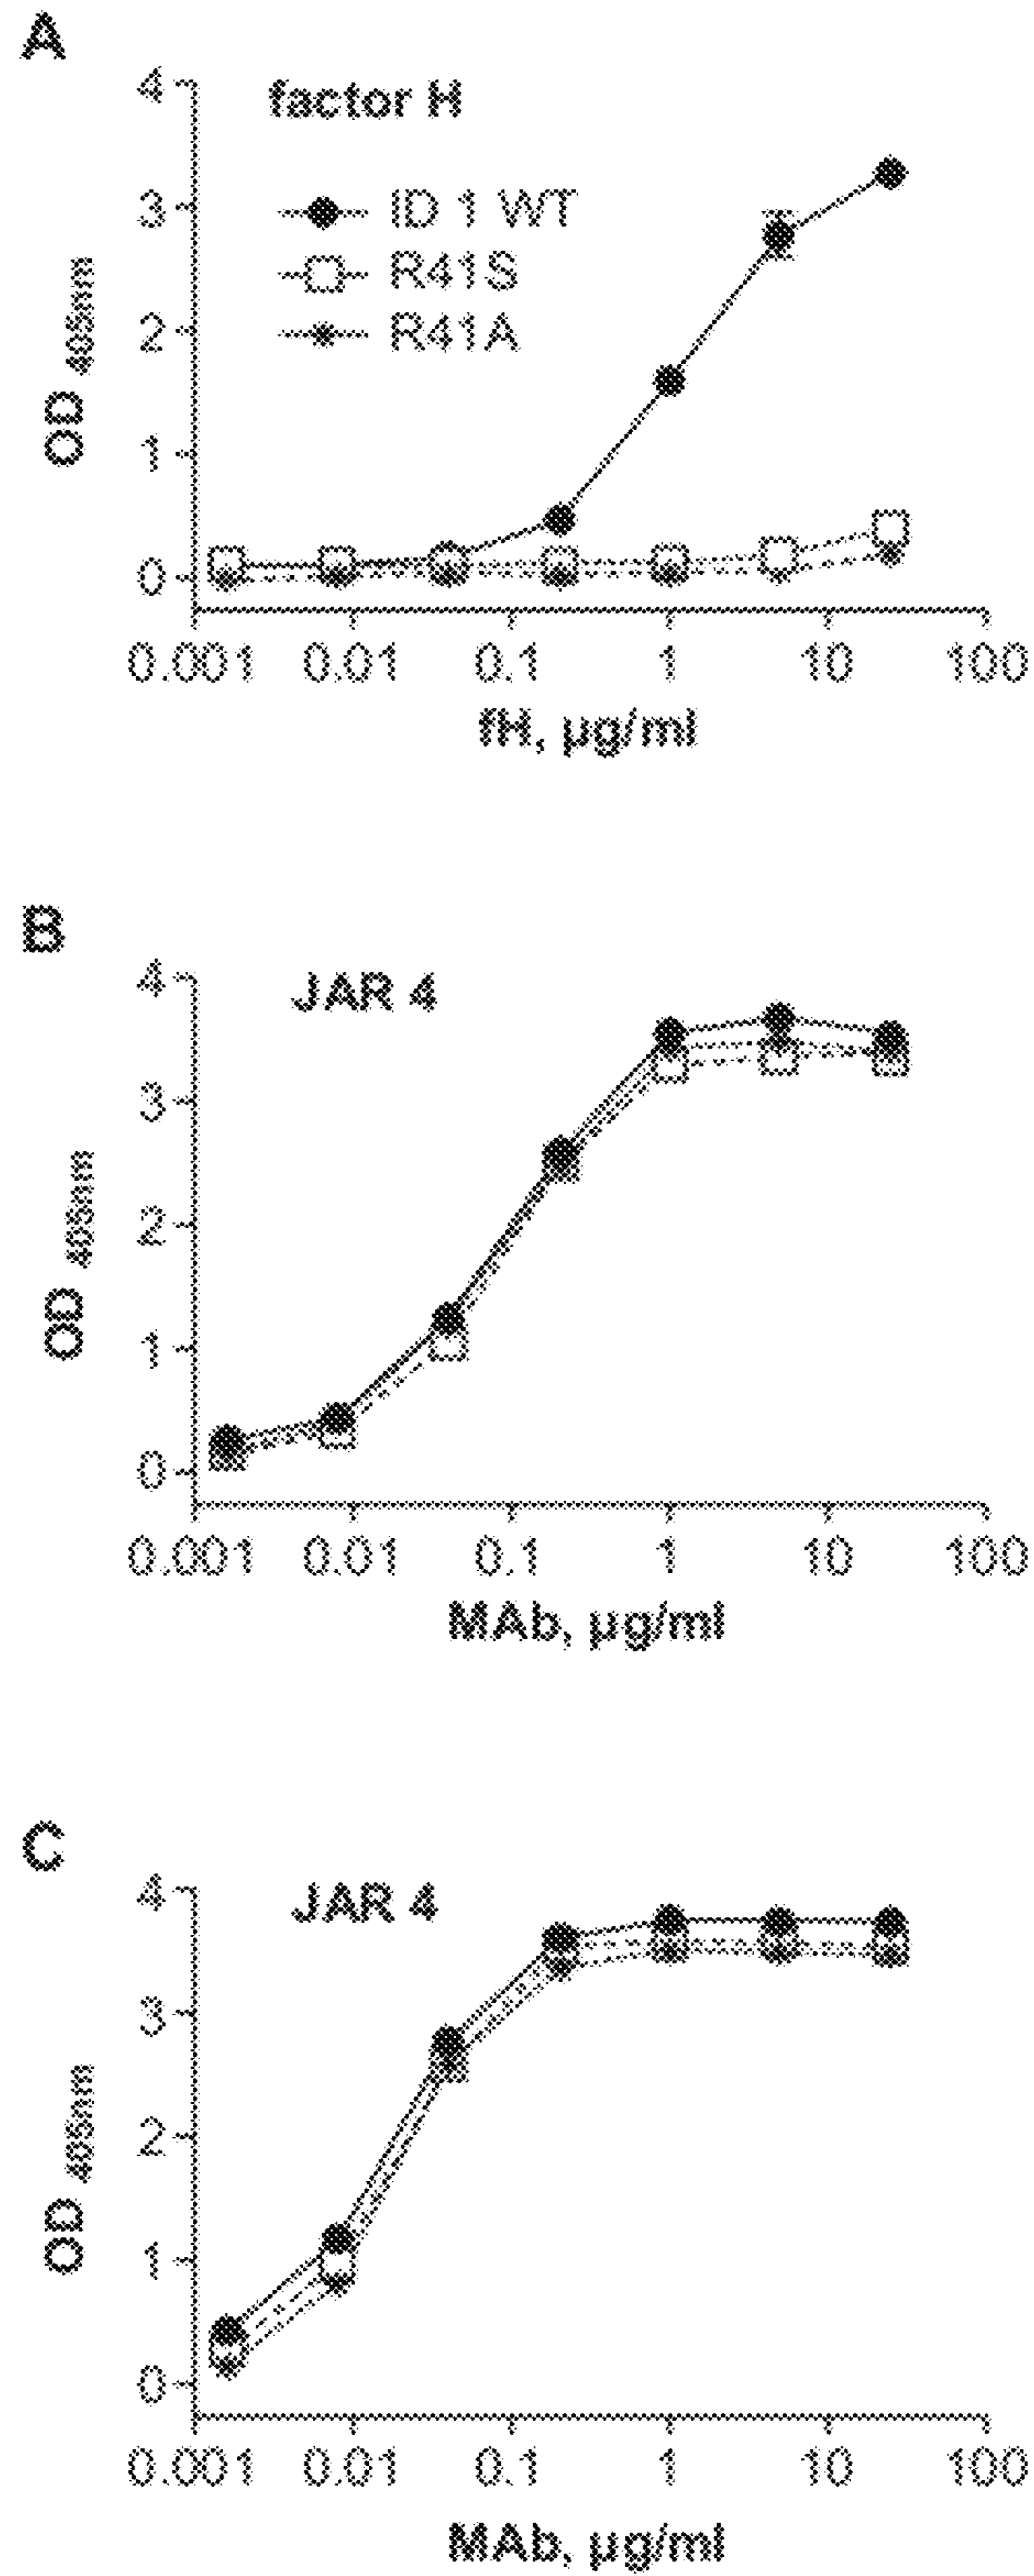 A
factor H
ID 1 WT
R41S
R41A
4
3
2
1
0
OD 405nm
0.001 0.01 0.1 1 10 100
fH, µg/ml
B
JAR 4
4
3
2
1
0
OD 405nm
0.001 0.01 0.1 1 10 100
MAb, µg/ml
C
JAR 4
4
3
2
1
0
OD 405nm
0.001 0.01 0.1 1 10 100
MAb, µg/ml